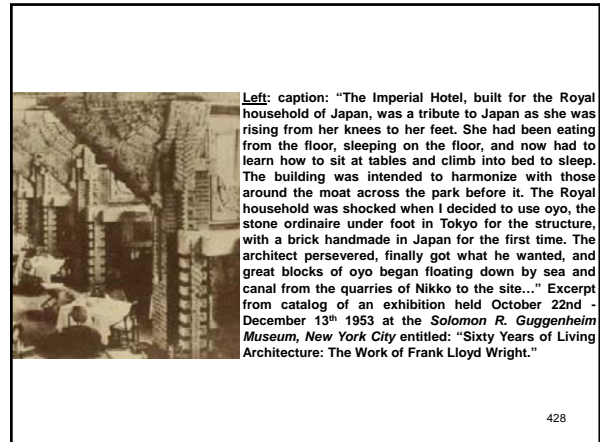 Left: caption: “The Imperial Hotel, built for the Royal
household of Japan, was a tribute to Japan as she was
rising from her knees to her feet. She had been eating
from the floor, sleeping on the floor, and now had to
learn how to sit at tables and climb into bed to sleep.
The building was intended to harmonize with those
around the moat across the park before it. The Royal
household was shocked when I decided to use oyo, the
stone ordinaire under foot in Tokyo for the structure,
with a brick handmade in Japan for the first time. The
architect persevered, finally got what he wanted, and
great blocks of oyo began floating down by sea and
canal from the quarries of Nikko to the site…” Excerpt
from catalog of an exhibition held October 22nd -
December 13th 1953 at the Solomon R. Guggenheim
Museum, New York City entitled: “Sixty Years of Living
Architecture: The Work of Frank Lloyd Wright.”
428